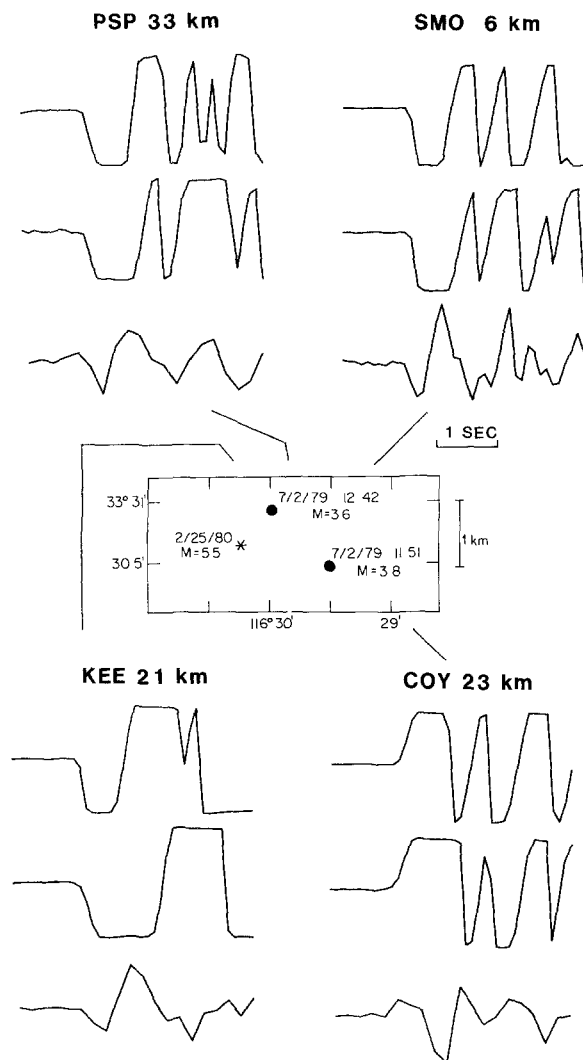 PSP 33 km
SMO 6 km
1 SEC
7/2/79 12 42
M=3 6
33° 31'
2/25/80
M=5 5
7/2/79 11 51
M=3 8
30 5'
1 km
116° 30'
29'
KEE 21 km
COY 23 km